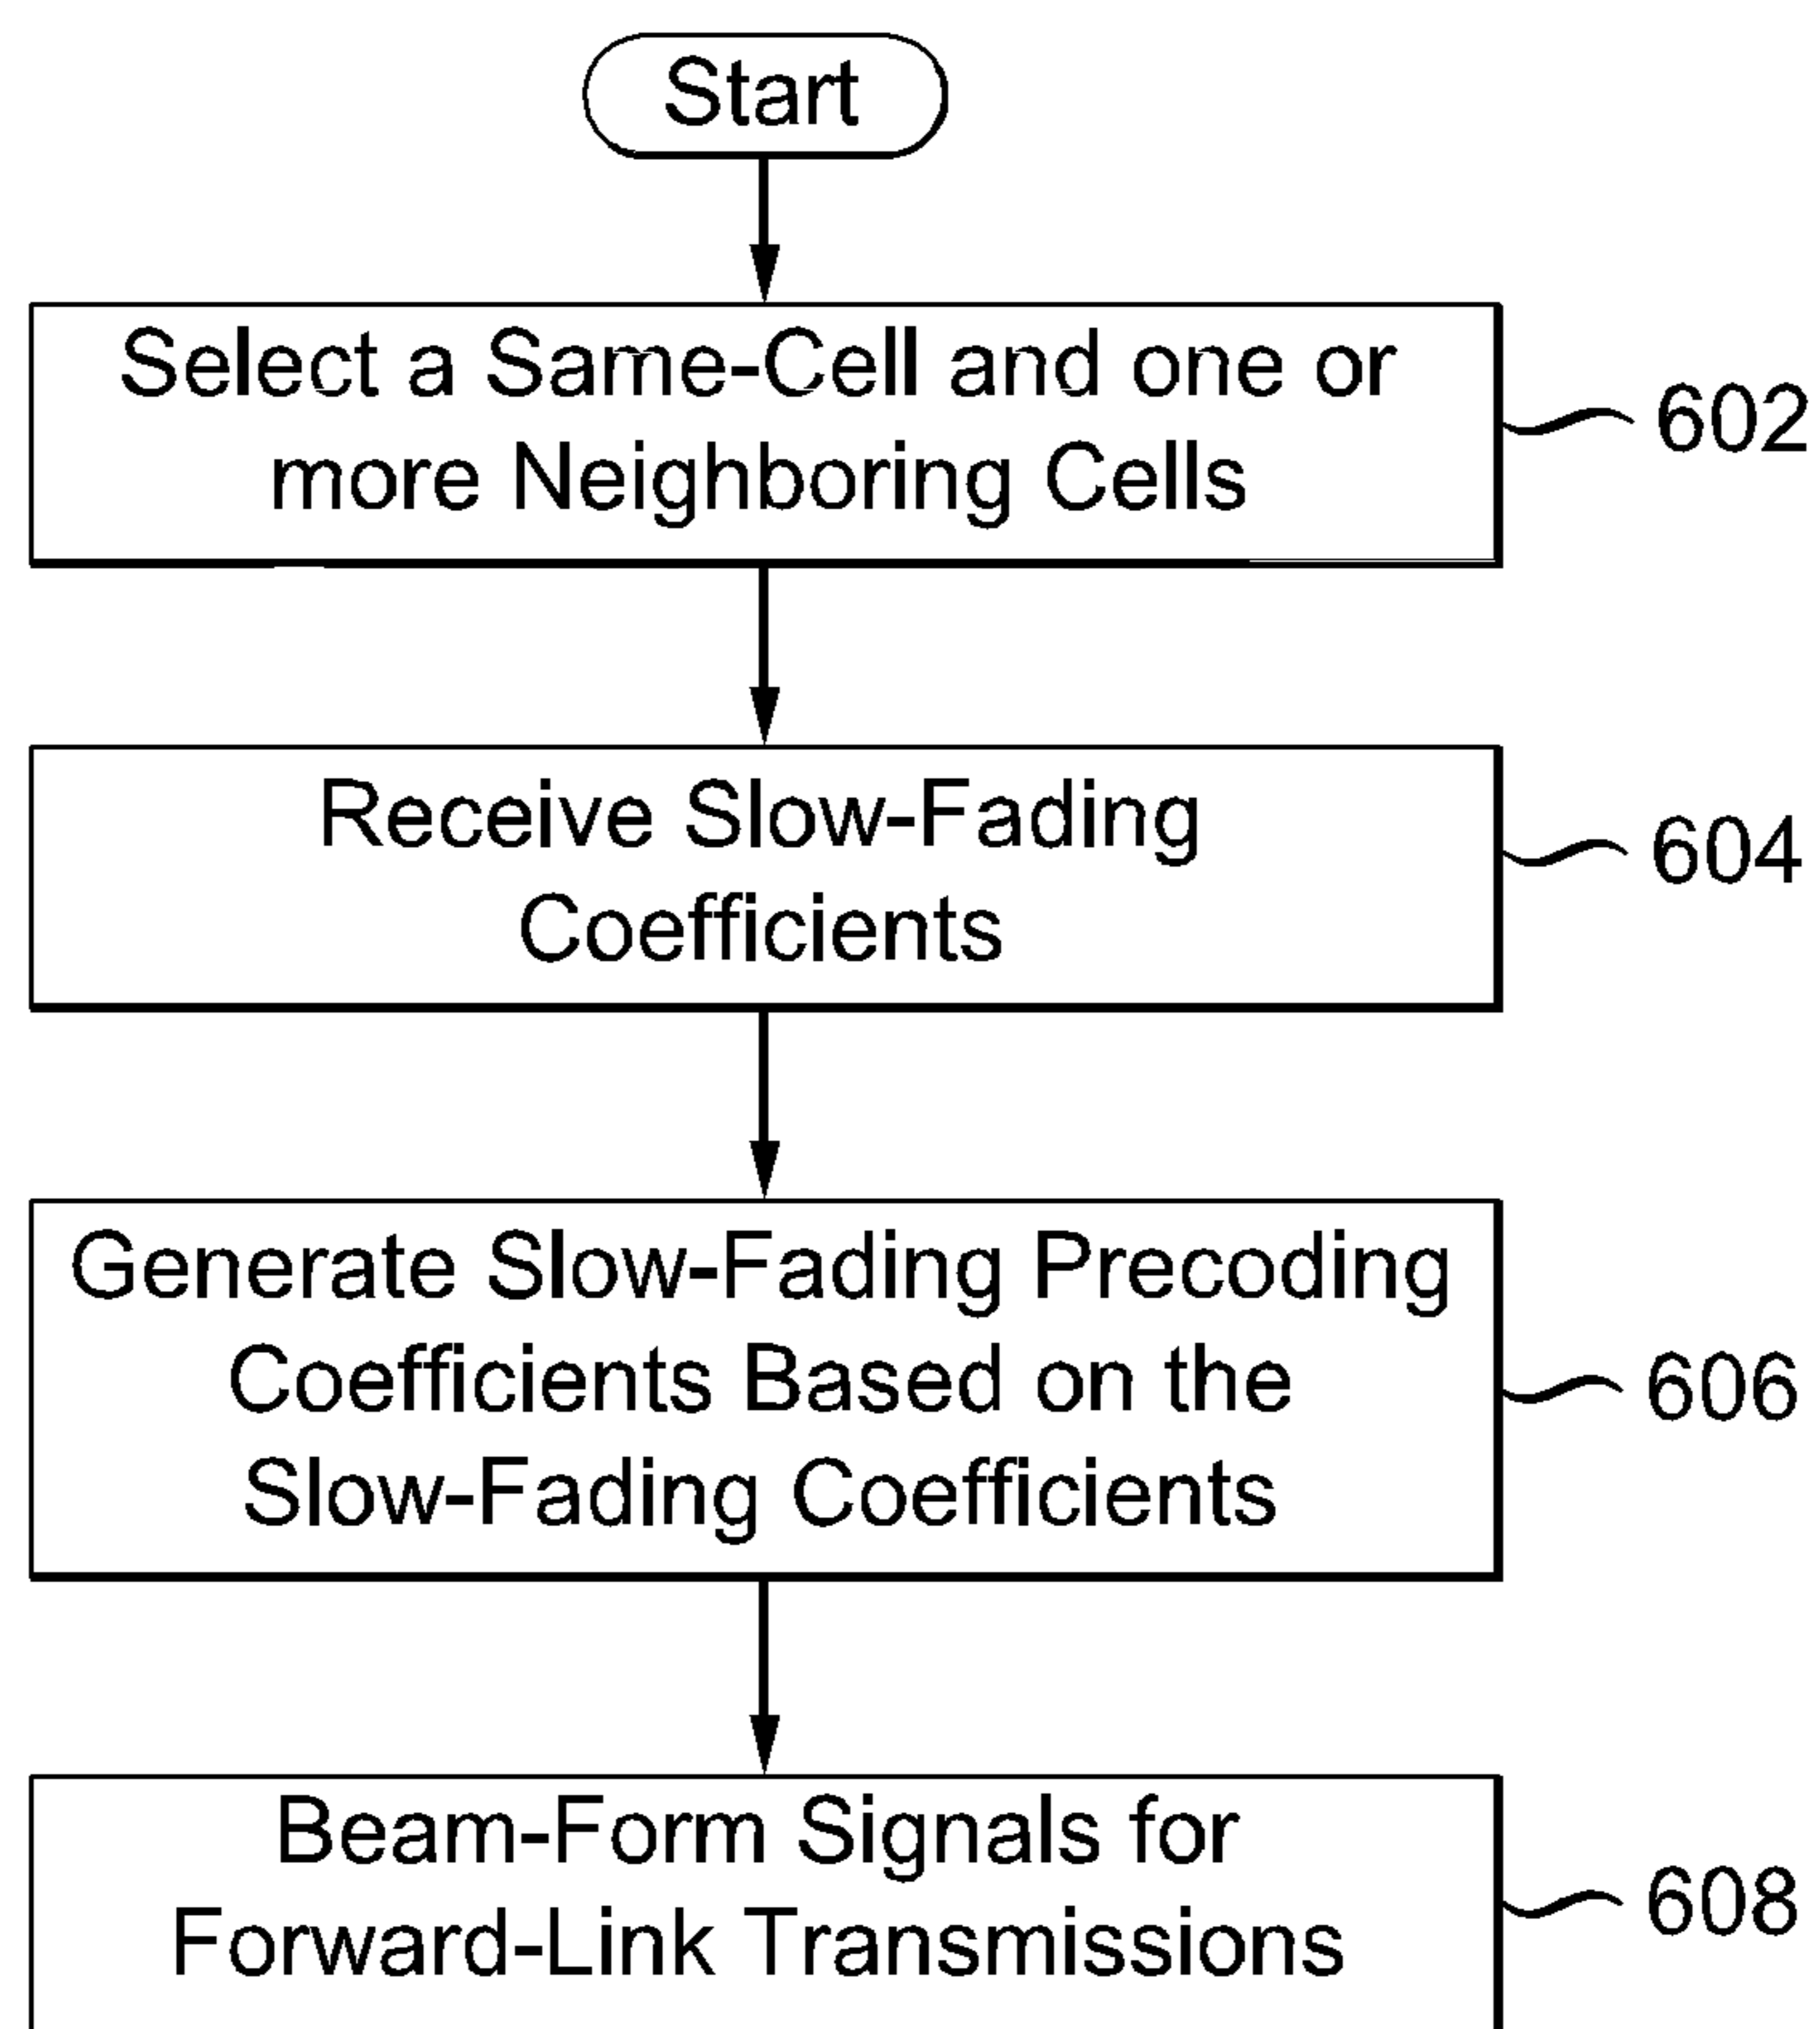 Start
Select a Same-Cell and one or
more Neighboring Cells
602
Receive Slow-Fading
Coefficients
604
Generate Slow-Fading Precoding
Coefficients Based on the
Slow-Fading Coefficients
606
Beam-Form Signals for
Forward-Link Transmissions
608